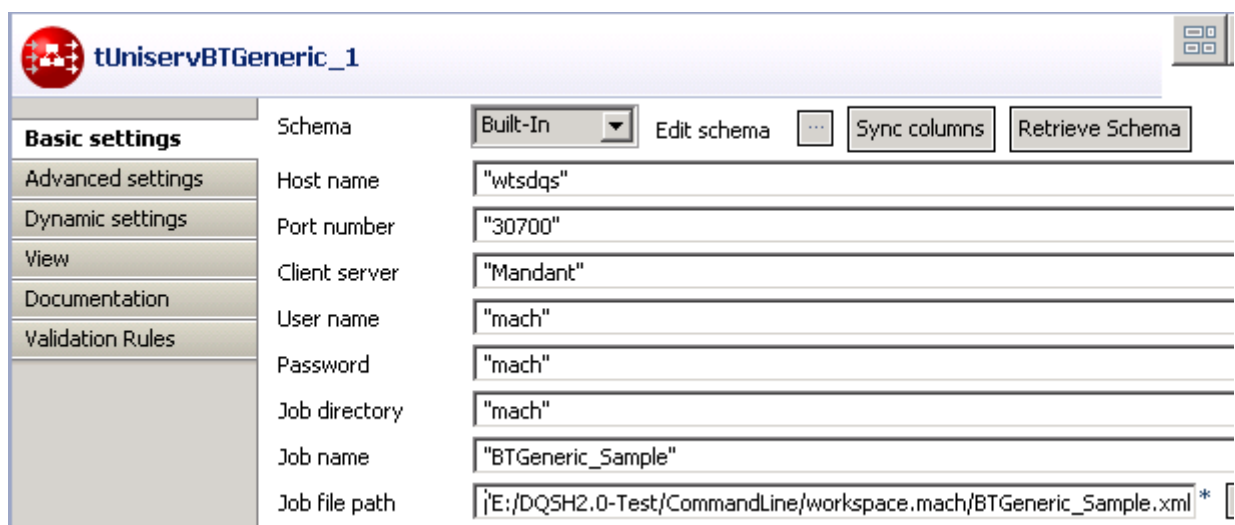 tUniservBTGeneric_1
Basic settings
Advanced settings
Dynamic settings
View
Documentation
Validation Rules
Schema Built-In Edit schema ... Sync columns Retrieve Schema
Host name "wtsdqs"
Port number "30700"
Client server "Mandant"
User name "mach"
Password "mach"
Job directory "mach"
Job name "BTGeneric_Sample"
Job file path "E:/DQSH2.0-Test/CommandLine/workspace.mach/BTGeneric_Sample.xml *